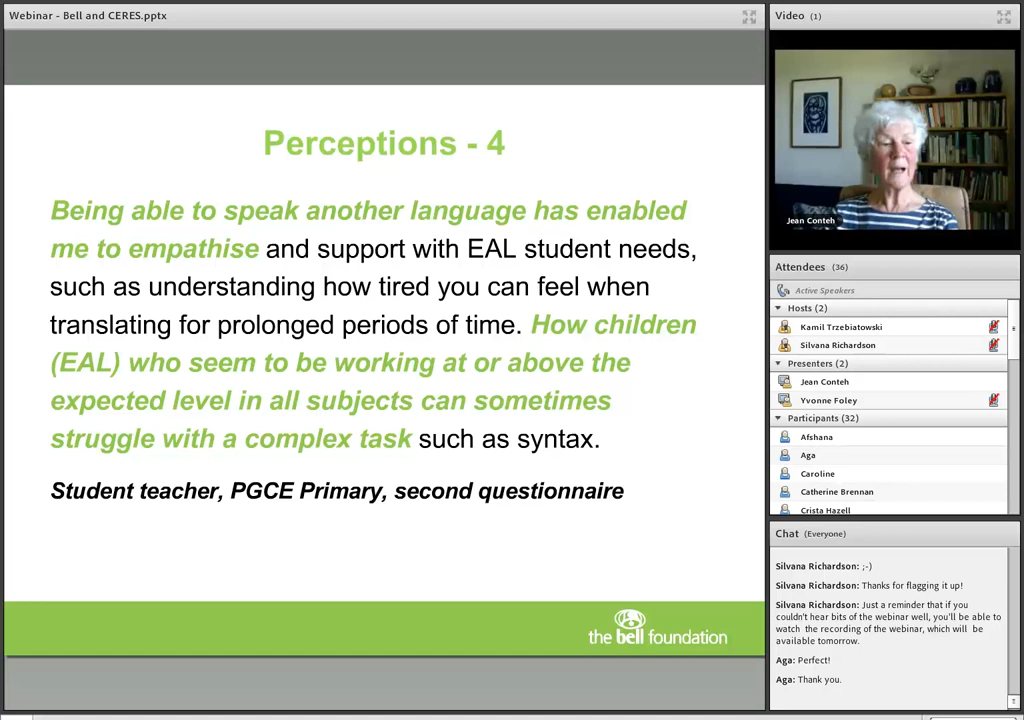 Webinar - Bell and CERES.pptx
Perceptions - 4
Being able to speak another language has enabled
me to empathise and support with EAL student needs,
such as understanding how tired you can feel when
translating for prolonged periods of time. How children
(EAL) who seem to be working at or above the
expected level in all subjects can sometimes
struggle with a complex task such as syntax.
Student teacher, PGCE Primary, second questionnaire
the bell foundation
Video (1)
Jean Conteh
Attendees (36)
Active Speakers
Hosts (2)
Kamil Trzebiatowski
Silvana Richardson
Presenters (2)
Jean Conteh
Yvonne Foley
Participants (32)
Afshana
Aga
Caroline
Catherine Brennan
Crista Hazell
Chat (Everyone)
Silvana Richardson: ;-)
Silvana Richardson: Thanks for flagging it up!
Silvana Richardson: Just a reminder that if you
couldn't hear bits of the webinar well, you'll be able to
watch the recording of the webinar, which will be
available tomorrow.
Aga: Perfect!
Aga: Thank you.